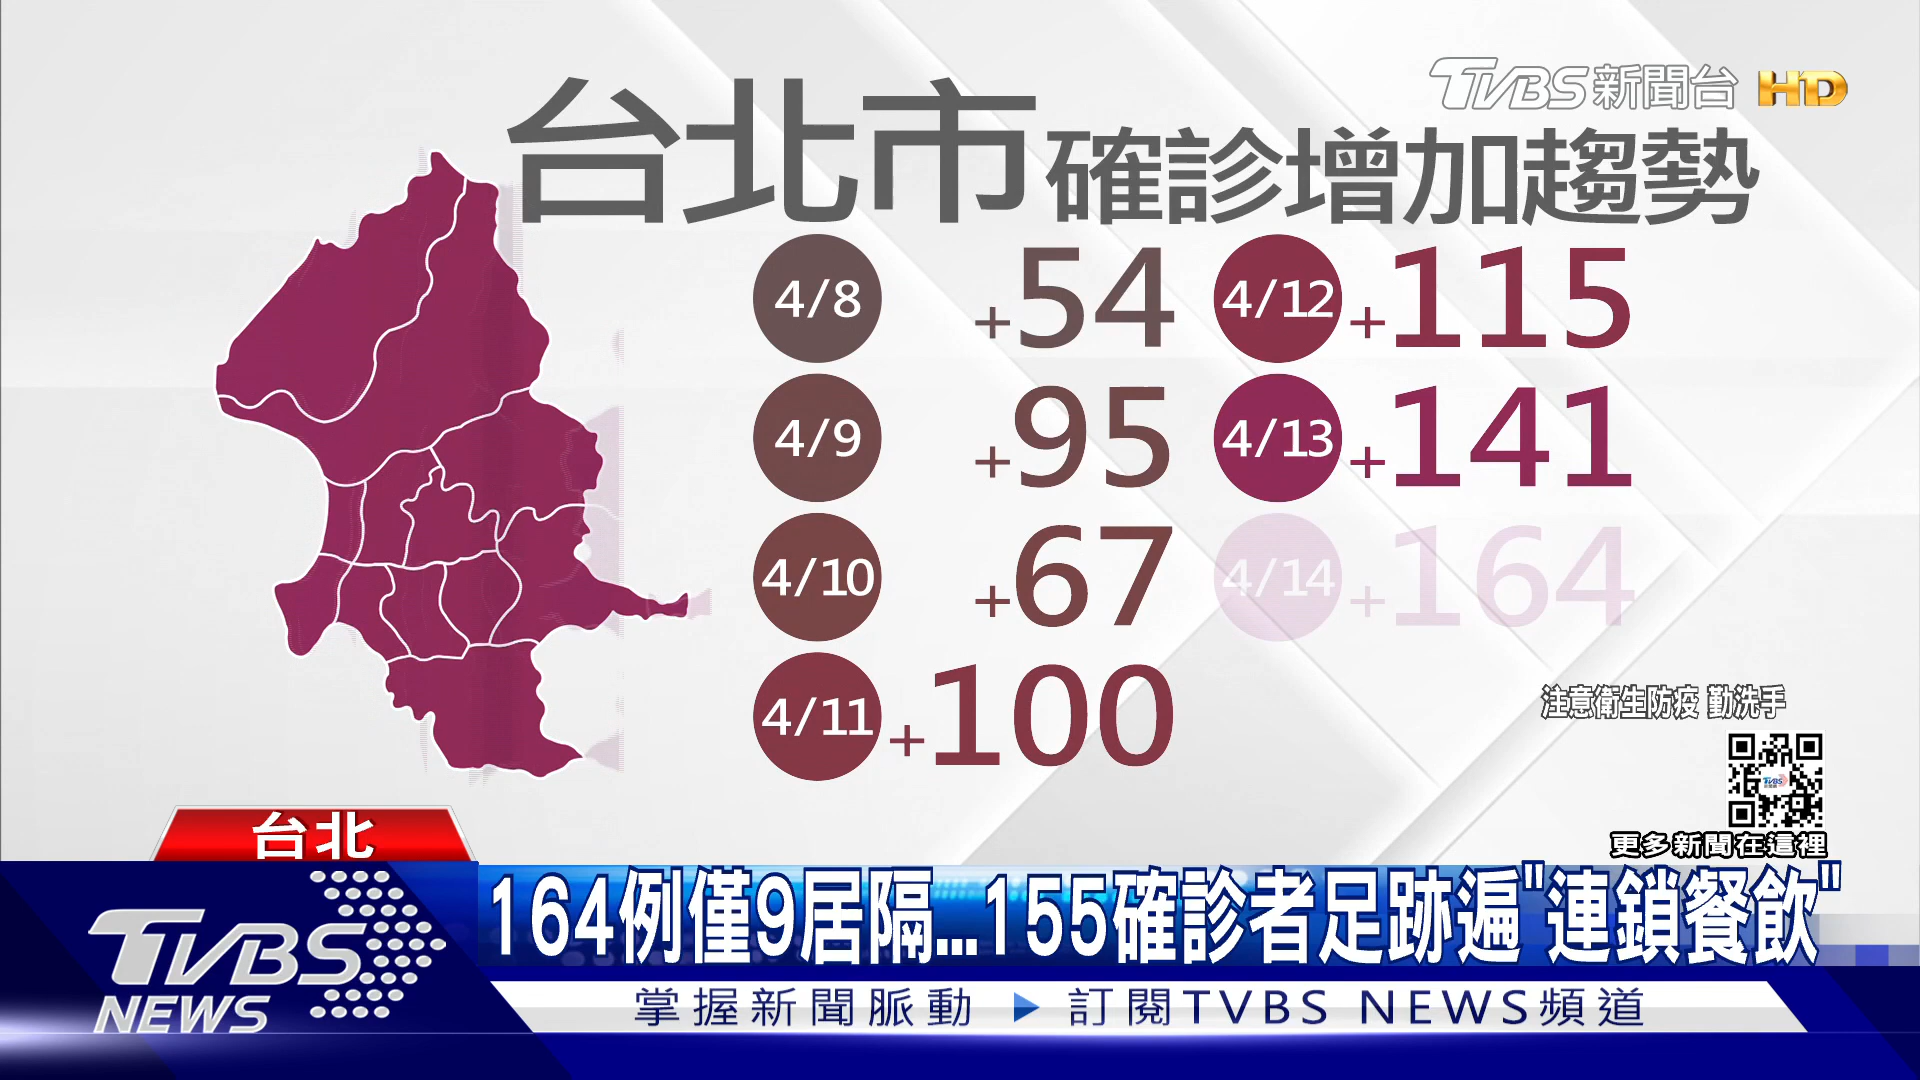 TVBS新聞台 HD
台北市確診增加趨勢
4/8 +54
4/9 +95
4/10 +67
4/11 +100
4/12 +115
4/13 +141
4/14 +164
注意衛生防疫 勤洗手
TVBS
更多新聞在這裡
台北
164例僅9居隔...155確診者足跡遍"連鎖餐飲"
TVBS NEWS
掌握新聞脈動 ▶ 訂閱TVBS NEWS頻道